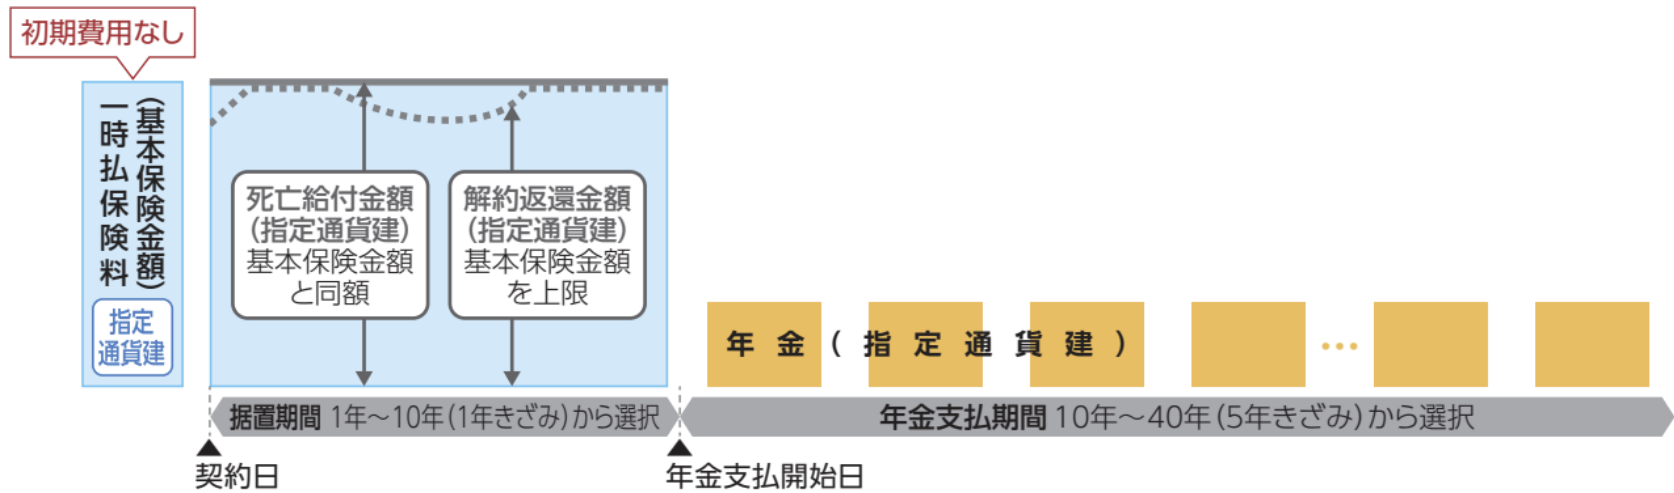 初期費用なし
一時払保険料
(基本保険金額)
指定
通貨建
死亡給付金額
(指定通貨建)
基本保険金額
と同額
解約返還金額
(指定通貨建)
基本保険金額
を上限
年金(指定通貨建)
…
据置期間 1年～10年(1年きざみ)から選択
年金支払期間 10年～40年(5年きざみ)から選択
契約日
年金支払開始日